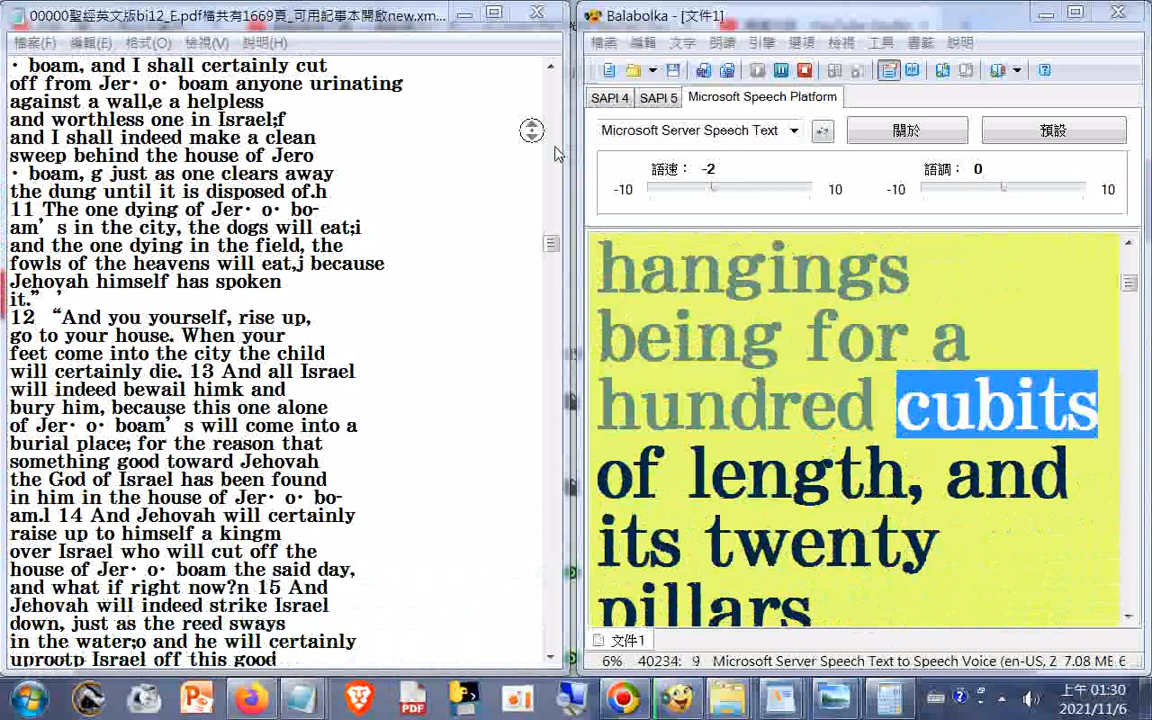 00000聖經英文版bi12_E.pdf檔共有1669頁_可用記事本開啟new.xm...
檔案(F) 編輯(E) 格式(O) 檢視(V) 說明(H)
· boam, and I shall certainly cut
off from Jer· o· boam anyone urinating
against a wall,e a helpless
and worthless one in Israel;f
and I shall indeed make a clean
sweep behind the house of Jero
· boam, g just as one clears away
the dung until it is disposed of.h
11 The one dying of Jer· o· bo-
am’ s in the city, the dogs will eat;i
and the one dying in the field, the
fowls of the heavens will eat,j because
Jehovah himself has spoken
it.” ’
12 “And you yourself, rise up,
go to your house. When your
feet come into the city the child
will certainly die. 13 And all Israel
will indeed bewail himk and
bury him, because this one alone
of Jer· o· boam’ s will come into a
burial place; for the reason that
something good toward Jehovah
the God of Israel has been found
in him in the house of Jer· o· bo-
am.l 14 And Jehovah will certainly
raise up to himself a kingm
over Israel who will cut off the
house of Jer· o· boam the said day,
and what if right now?n 15 And
Jehovah will indeed strike Israel
down, just as the reed sways
in the water;o and he will certainly
uprootp Israel off this good
Balabolka - [文件1]
檔案 編輯 文字 朗讀 引擎 選項 檢視 工具 書籤 說明
SAPI 4 SAPI 5 Microsoft Speech Platform
Microsoft Server Speech Text 關於 預設
語速： -2 語調： 0
-10 10 -10 10
hangings
being for a
hundred cubits
of length, and
its twenty
pillars
文件1
6% 40234: 9 Microsoft Server Speech Text to Speech Voice (en-US, Z 7.08 MB 6
上午 01:30
2021/11/6